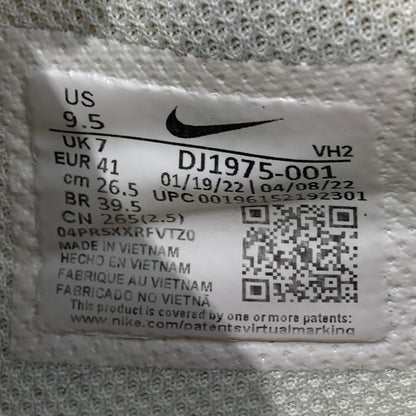 US
9.5
UK 7
VH2
EUR 41
DJ1975-001
cm 26.5
01/19/22 | 04/08/22
BR 39.5
UPC 00196152192301
CN 265(2.5)
04PRSXXRFVTZ0
MADE IN VIETNAM
HECHO EN VIETNAM
FABRIQUE AU VIETNAM
FABRICADO NO VIETNÃ
This product is covered by one or more patents:
www.nike.com/patentsvirtualmarking